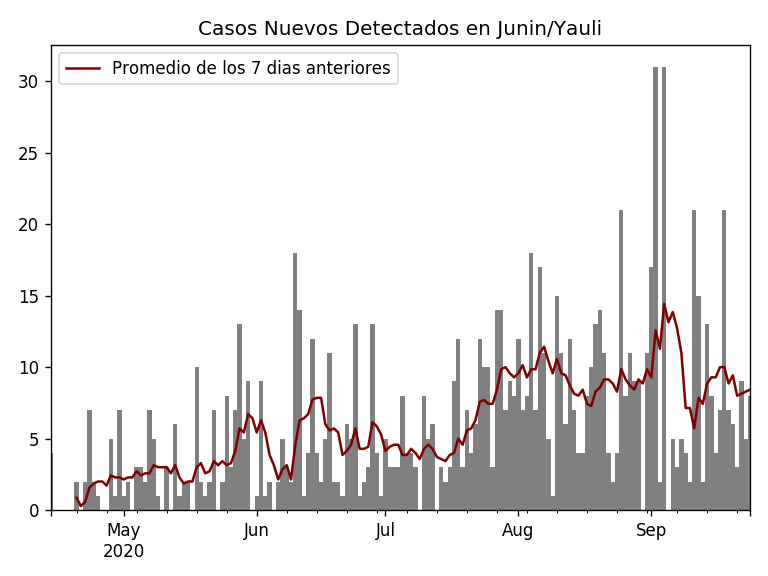 Casos Nuevos Detectados en Junin/Yauli
Promedio de los 7 dias anteriores
30
25
20
15
10
5
0
May
2020
Jun
Jul
Aug
Sep